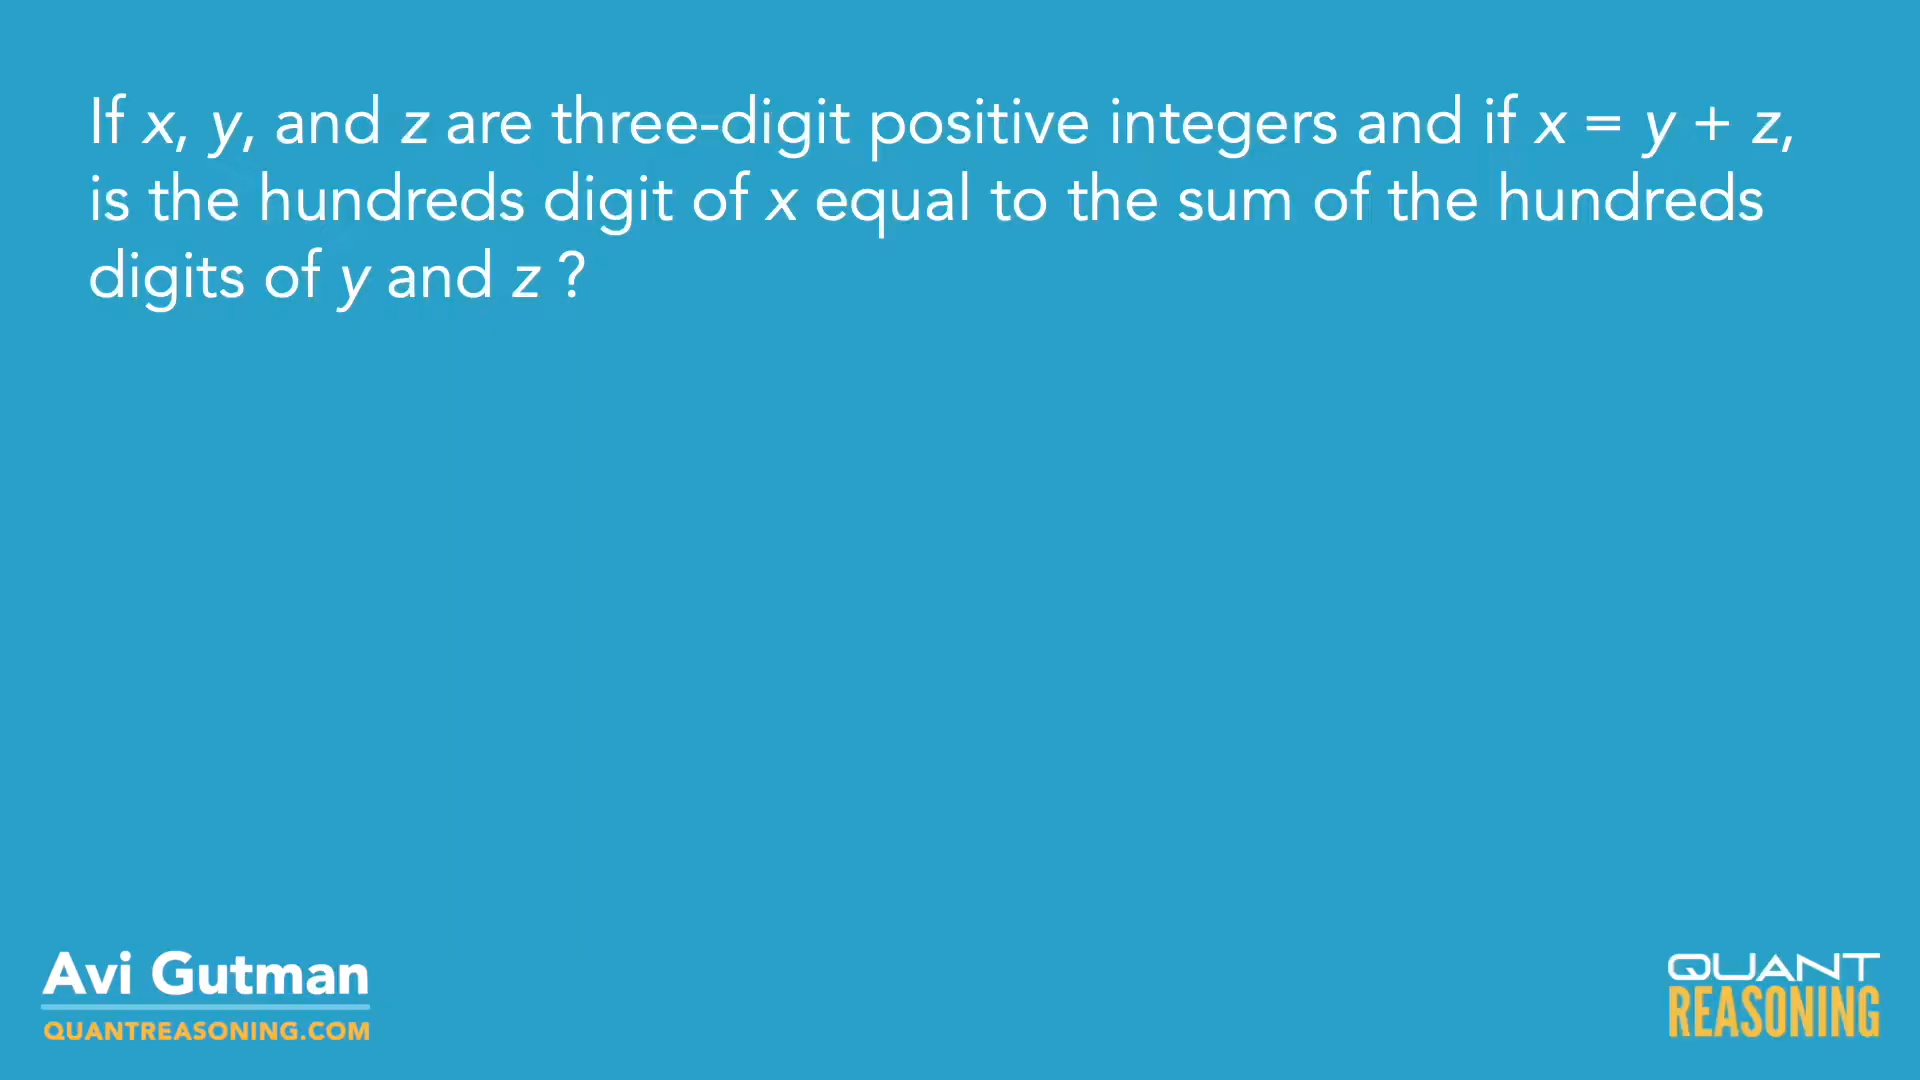 If x, y, and z are three-digit positive integers and if x = y + z,
is the hundreds digit of x equal to the sum of the hundreds
digits of y and z ?
Avi Gutman
QUANTREASONING.COM
QUANT
REASONING